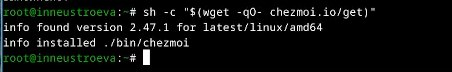 root@inneustroeva:~# sh -c "$(wget -qO- chezmoi.io/get)"
info found version 2.47.1 for latest/linux/amd64
info installed ./bin/chezmoi
root@inneustroeva:~#